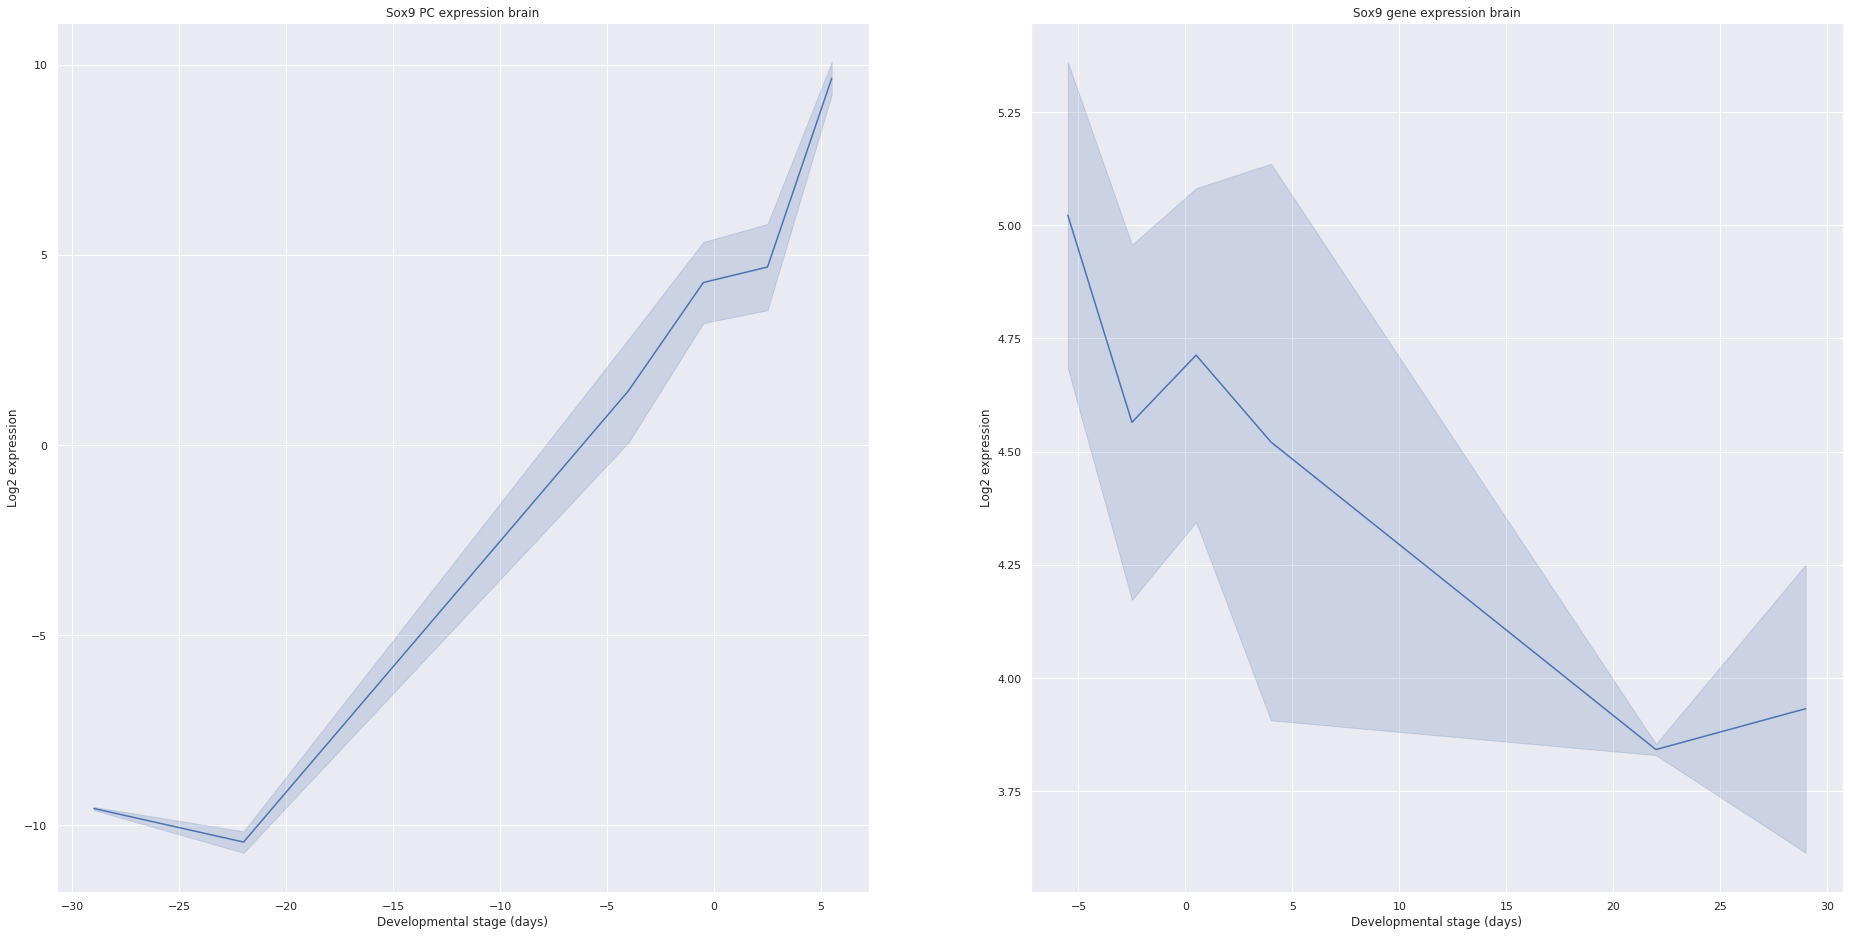 Sox9 PC expression brain
10
5
0
−5
−10
Log2 expression
−30 −25 −20 −15 −10 −5 0 5
Developmental stage (days)
Sox9 gene expression brain
5.25
5.00
4.75
4.50
4.25
4.00
3.75
Log2 expression
−5 0 5 10 15 20 25 30
Developmental stage (days)